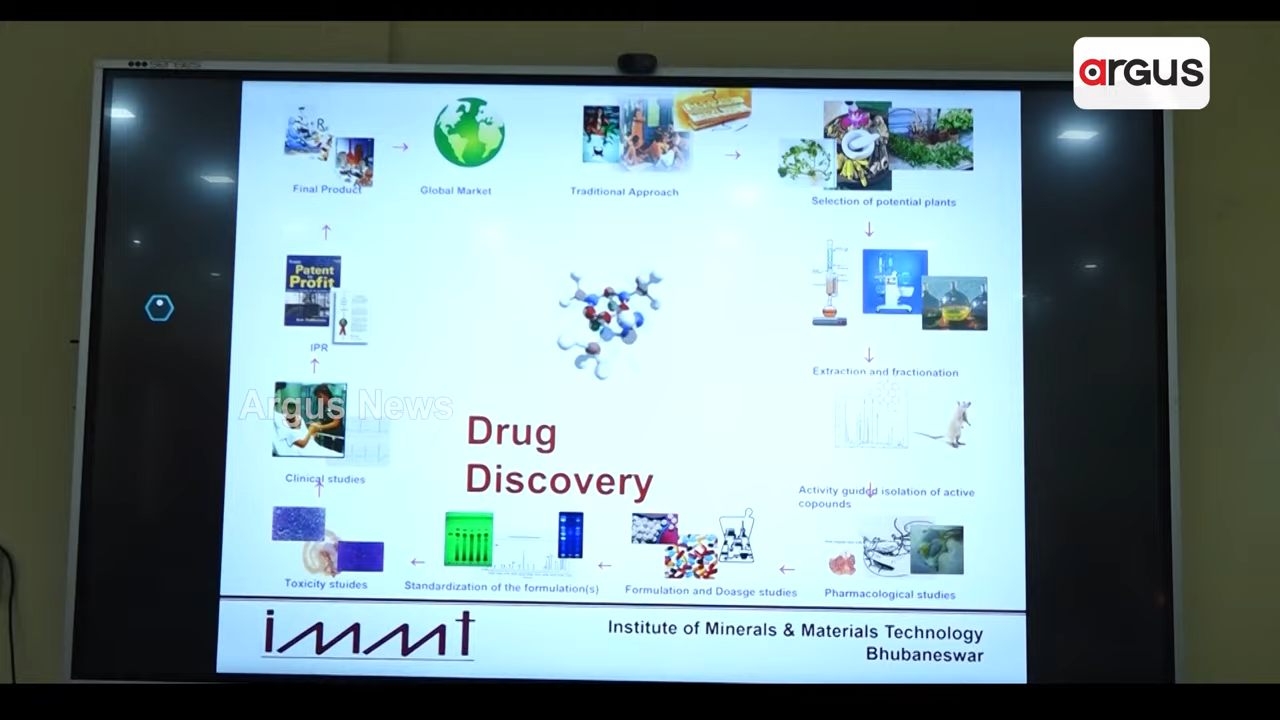 argus
Final Product
Global Market
Traditional Approach
Selection of potential plants
Patent
Profit
IPR
Extraction and fractionation
Argus News
Clinical studies
Drug
Discovery
Activity guided isolation of active
copounds
Toxicity stuides
Standardization of the formulation(s)
Formulation and Doasge studies
Pharmacological studies
immt
Institute of Minerals & Materials Technology
Bhubaneswar